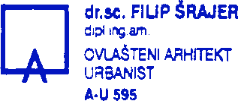 dr.sc. FILIP ŠRAJER
dipl.ing.arh.
OVLAŠTENI ARHITEKT
URBANIST
A-U 595